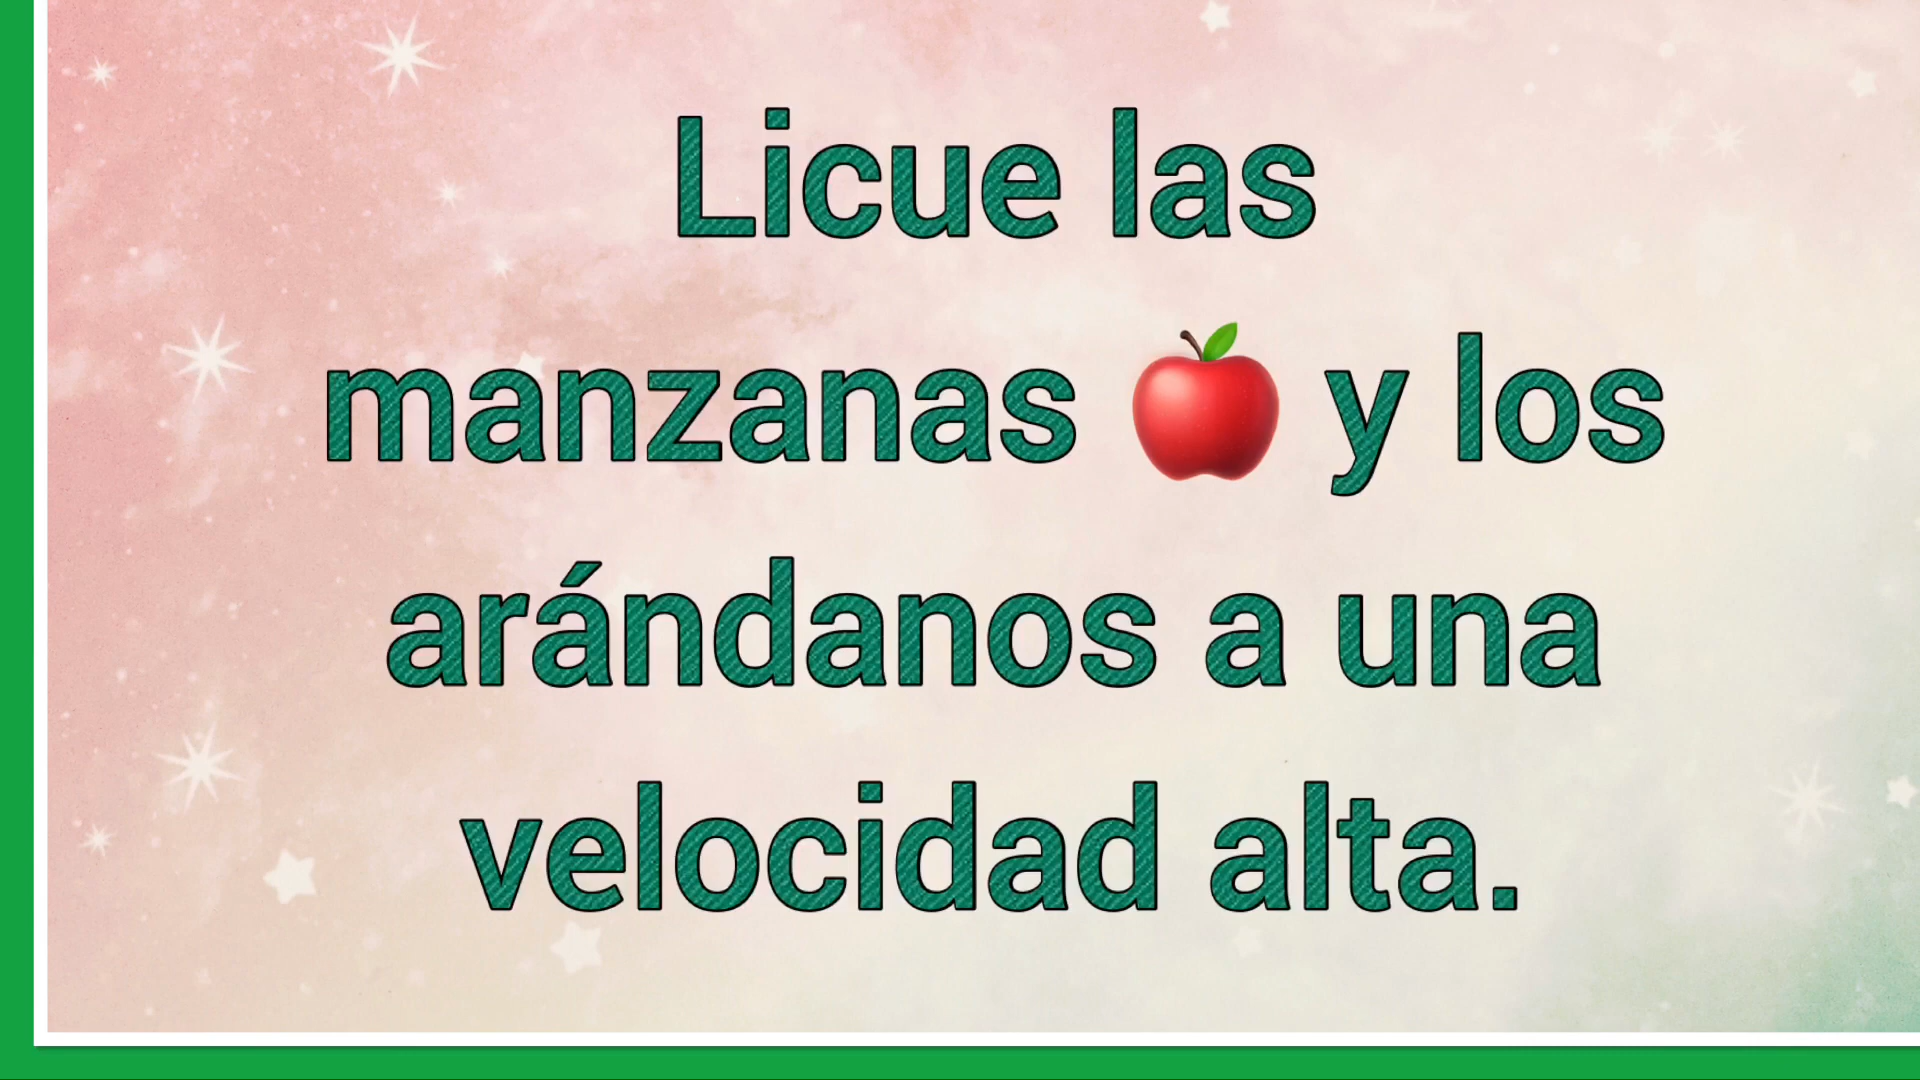 Licue las
manzanas 🍎 y los
arándanos a una
velocidad alta.